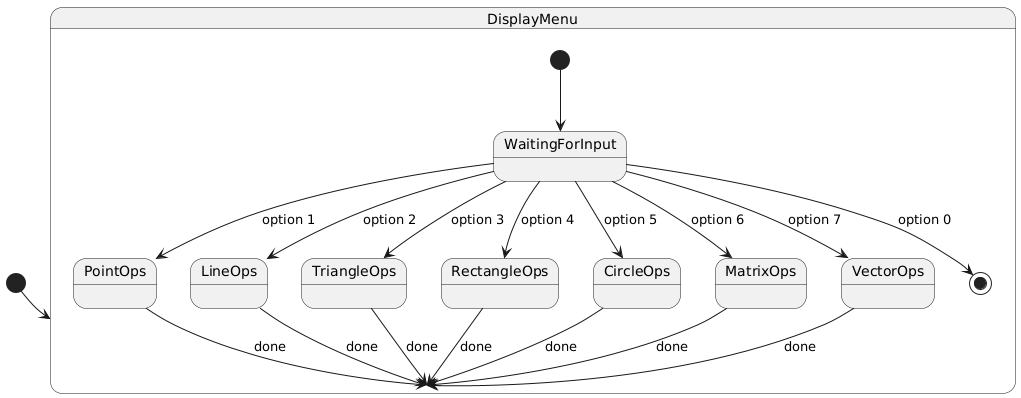 DisplayMenu
WaitingForInput
option 1
option 2
option 3
option 4
option 5
option 6
option 7
option 0
PointOps
LineOps
TriangleOps
RectangleOps
CircleOps
MatrixOps
VectorOps
done
done
done
done
done
done
done